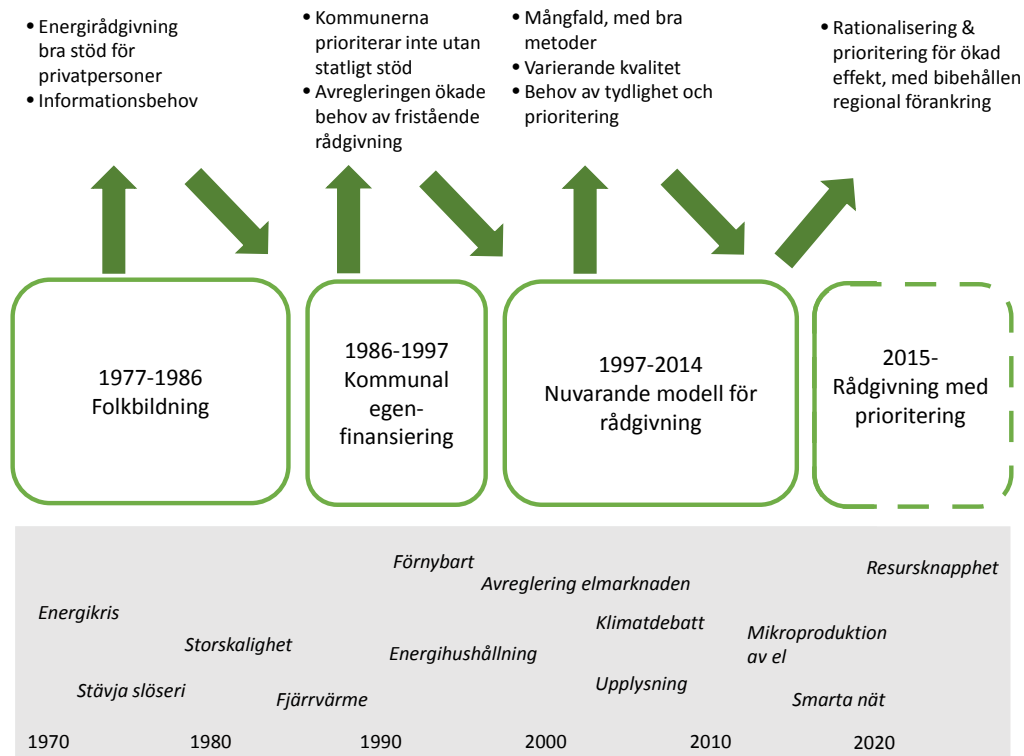 • Energirådgivning
bra stöd för
privatpersoner
• Informationsbehov
• Kommunerna
prioriterar inte utan
statligt stöd
• Avregleringen ökade
behov av fristående
rådgivning
• Mångfald, med bra
metoder
• Varierande kvalitet
• Behov av tydlighet och
prioritering
• Rationalisering &
prioritering för ökad
effekt, med bibehållen
regional förankring
1977-1986
Folkbildning
1986-1997
Kommunal
egen-
finansiering
1997-2014
Nuvarande modell för
rådgivning
2015-
Rådgivning med
prioritering
Förnybart
Resursknapphet
Avreglering elmarknaden
Energikris
Klimatdebatt
Storskalighet
Energihushållning
Mikroproduktion
av el
Stävja slöseri
Fjärrvärme
Upplysning
Smarta nät
1970
1980
1990
2000
2010
2020